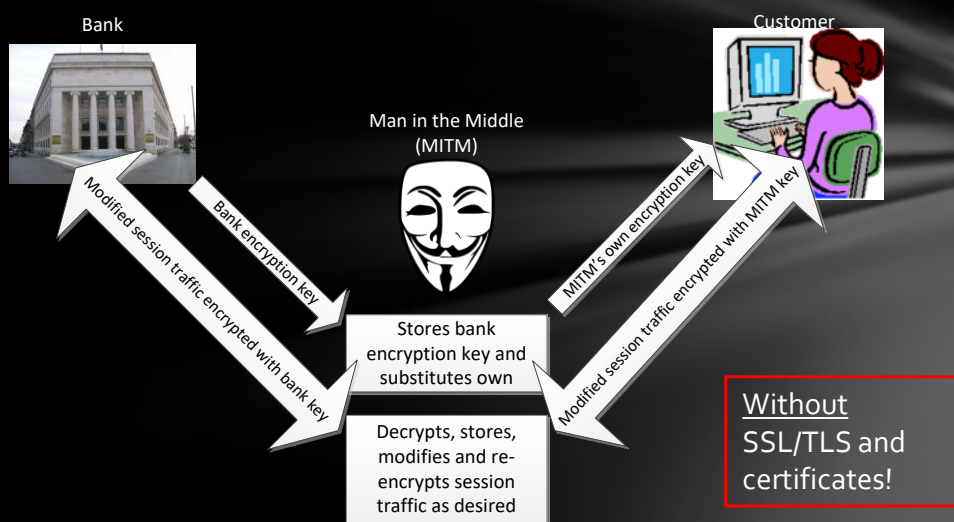 Bank
Customer
Man in the Middle
(MITM)
Modified session traffic encrypted with bank key
Bank encryption key
MITM's own encryption key
Modified session traffic encrypted with MITM key
Stores bank
encryption key and
substitutes own
Decrypts, stores,
modifies and re-
encrypts session
traffic as desired
Without
SSL/TLS and
certificates!